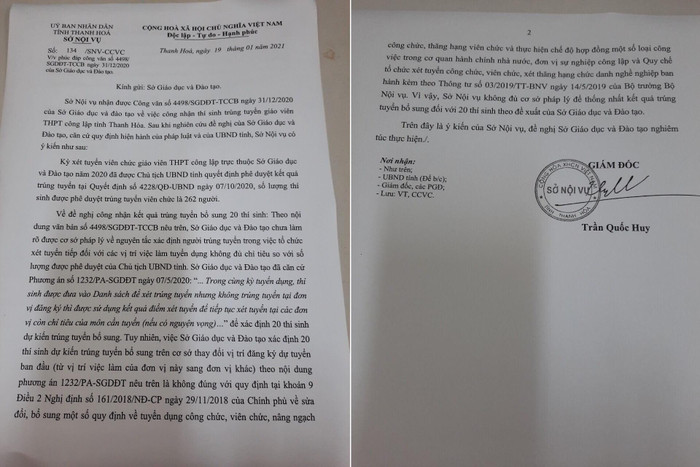 ỦY BAN NHÂN DÂN
TỈNH THANH HÓA
SỞ NỘI VỤ
CỘNG HOÀ XÃ HỘI CHỦ NGHĨA VIỆT NAM
Độc lập - Tự do - Hạnh phúc
Số: 134 /SNV-CCVC
V/v phúc đáp công văn số 4498/
SGDĐT-TCCB ngày 31/12/2020
của Sở Giáo dục và Đào tạo.
Thanh Hoá, ngày 19 tháng 01 năm 2021
Kính gửi: Sở Giáo dục và Đào tạo.
Sở Nội vụ nhận được Công văn số 4498/SGDĐT-TCCB ngày 31/12/2020
của Sở Giáo dục và Đào tạo về việc công nhận thí sinh trúng tuyển giáo viên
THPT công lập tỉnh Thanh Hóa. Sau khi nghiên cứu đề nghị của Sở Giáo dục và
Đào tạo, căn cứ quy định hiện hành của pháp luật và của UBND tỉnh, Sở Nội vụ có
ý kiến như sau:
Kỳ xét tuyển viên chức giáo viên THPT công lập trực thuộc Sở Giáo dục
và Đào tạo năm 2020 đã được Chủ tịch UBND tỉnh quyết định phê duyệt kết quả
trúng tuyển tại Quyết định số 4228/QĐ-UBND ngày 07/10/2020, số lượng thí
sinh được phê duyệt trúng tuyển viên chức là 262 người.
Về đề nghị công nhận kết quả trúng tuyển bổ sung 20 thí sinh: Theo nội
dung văn bản số 4498/SGDĐT-TCCB nêu trên, Sở Giáo dục và Đào tạo chưa làm
rõ được cơ sở pháp lý về nguyên tắc xác định người trúng tuyển trong việc tổ chức
xét tuyển tiếp đối với các vị trí việc làm tuyển dụng không đủ chỉ tiêu so với số
lượng được phê duyệt của Chủ tịch UBND tỉnh. Sở Giáo dục và Đào tạo đã căn cứ
Phương án số 1232/PA-SGDĐT ngày 07/5/2020: “... Trong cùng kỳ tuyển dụng, thí
sinh được đưa vào Danh sách để xét trúng tuyển nhưng không trúng tuyển tại đơn
vị đăng ký thì được sử dụng kết quả điểm xét tuyển để tiếp tục xét tuyển tại các đơn
vị còn chỉ tiêu của môn cần tuyển (nếu có nguyện vọng)...” để xác định 20 thí sinh
dự kiến trúng tuyển bổ sung. Tuy nhiên, việc Sở Giáo dục và Đào tạo xác định 20
thí sinh dự kiến trúng tuyển bổ sung trên cơ sở thay đổi vị trí đăng ký dự tuyển
ban đầu (từ vị trí việc làm của đơn vị này sang đơn vị khác) theo nội dung
phương án 1232/PA-SGDĐT nêu trên là không đúng với quy định tại khoản 9
Điều 2 Nghị định số 161/2018/NĐ-CP ngày 29/11/2018 của Chính phủ về sửa
đổi, bổ sung một số quy định về tuyển dụng công chức, viên chức, nâng ngạch
2
công chức, thăng hạng viên chức và thực hiện chế độ hợp đồng một số loại công
việc trong cơ quan hành chính nhà nước, đơn vị sự nghiệp công lập và Quy chế
tổ chức xét tuyển công chức, viên chức, xét thăng hạng chức danh nghề nghiệp ban
hành kèm theo Thông tư số 03/2019/TT-BNV ngày 14/5/2019 của Bộ trưởng Bộ
Nội vụ. Vì vậy, Sở Nội vụ không đủ cơ sở pháp lý để thống nhất kết quả trúng
tuyển bổ sung đối với 20 thí sinh theo đề xuất của Sở Giáo dục và Đào tạo.
Trên đây là ý kiến của Sở Nội vụ, đề nghị Sở Giáo dục và Đào tạo nghiêm
túc thực hiện./.
Nơi nhận:
- Như trên;
- UBND tỉnh (Để b/c);
- Giám đốc, các PGĐ;
- Lưu: VT, CCVC.
GIÁM ĐỐC
SỞ NỘI VỤ
Trần Quốc Huy